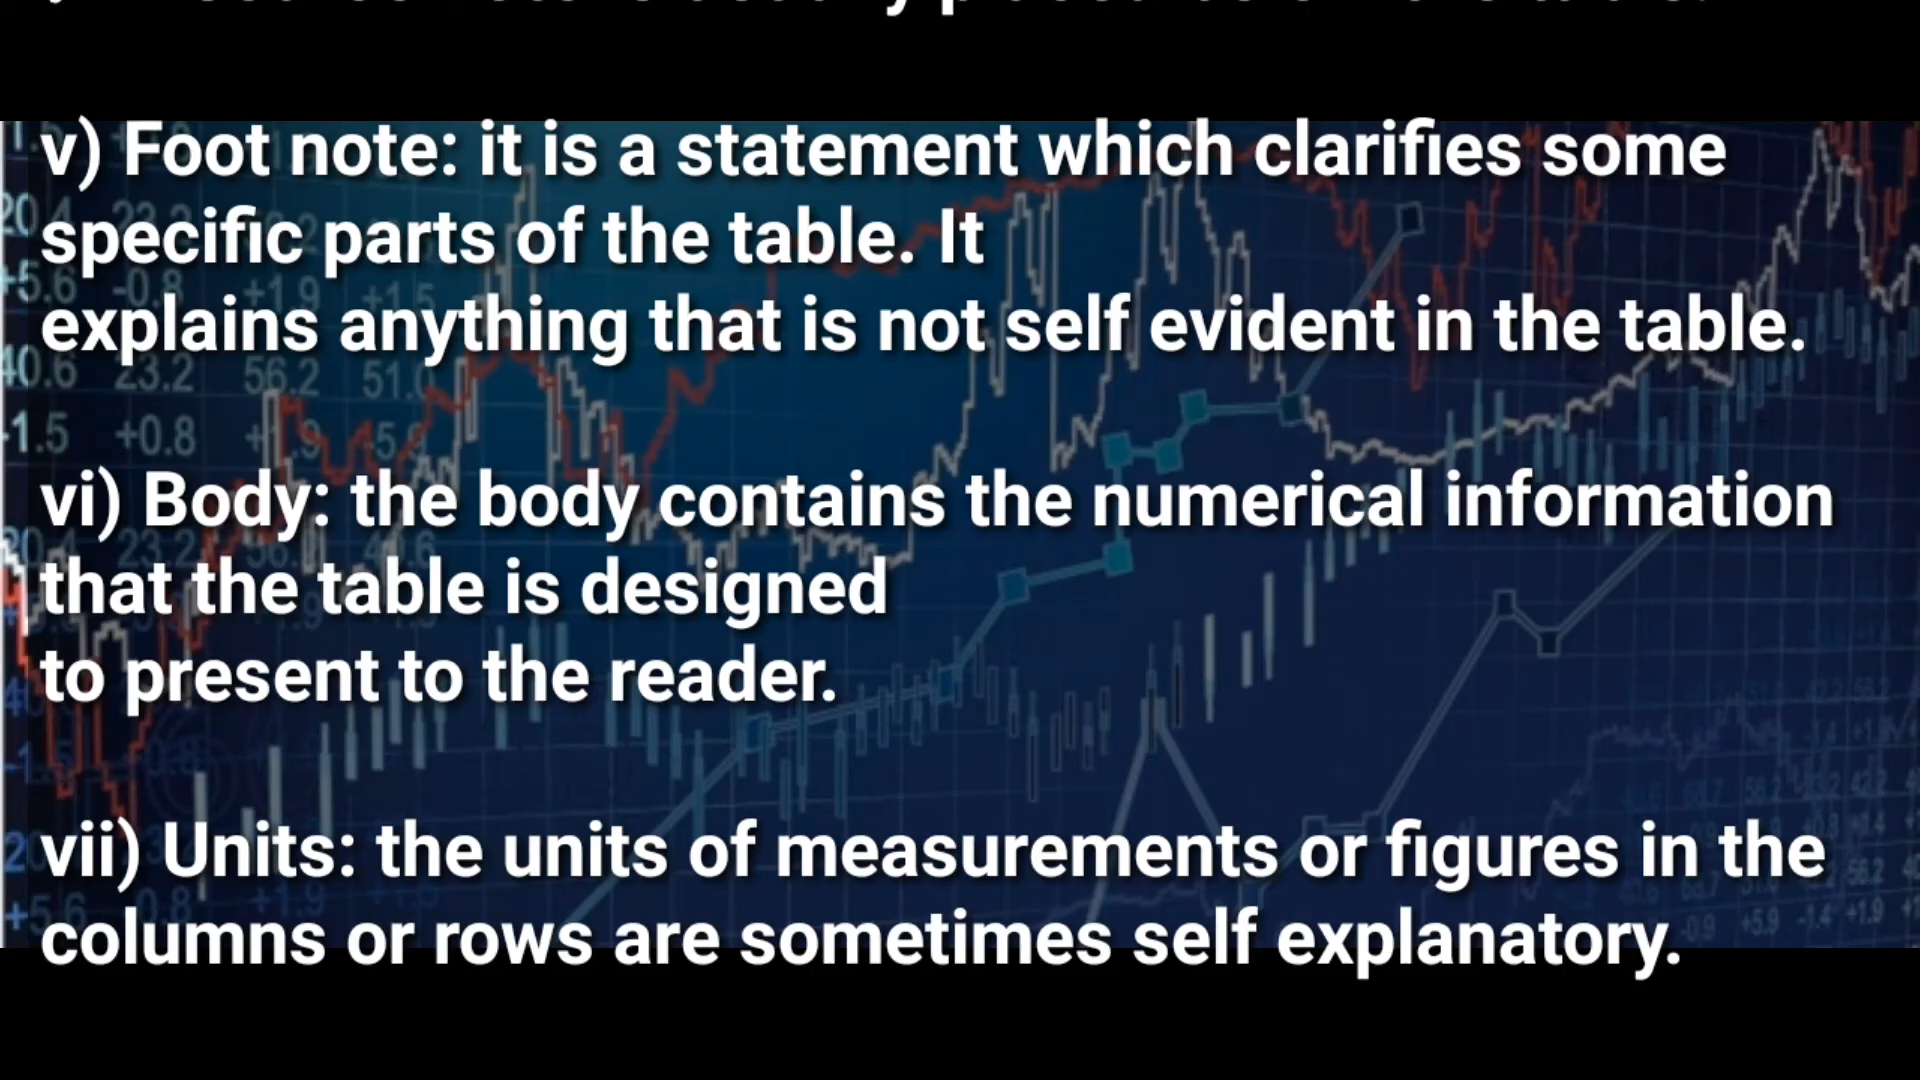 v) Foot note: it is a statement which clarifies some
specific parts of the table. It
explains anything that is not self evident in the table.
vi) Body: the body contains the numerical information
that the table is designed
to present to the reader.
vii) Units: the units of measurements or figures in the
columns or rows are sometimes self explanatory.